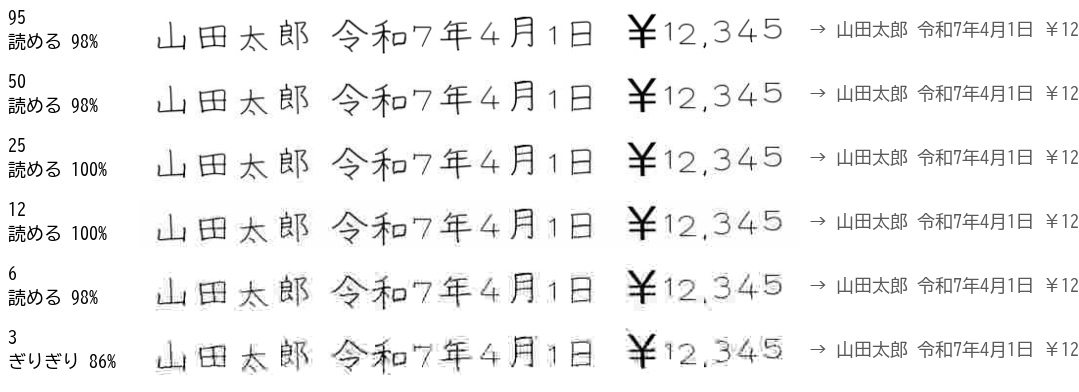 95
読める 98% 山田太郎 令和7年4月1日 ¥12,345 → 山田太郎 令和7年4月1日 ¥12
50
読める 98% 山田太郎 令和7年4月1日 ¥12,345 → 山田太郎 令和7年4月1日 ¥12
25
読める 100% 山田太郎 令和7年4月1日 ¥12,345 → 山田太郎 令和7年4月1日 ¥12
12
読める 100% 山田太郎 令和7年4月1日 ¥12,345 → 山田太郎 令和7年4月1日 ¥12
6
読める 98% 山田太郎 令和7年4月1日 ¥12,345 → 山田太郎 令和7年4月1日 ¥12
3
ぎりぎり 86% 山田太郎 令和7年4月1日 ¥12,345 → 山田太郎 令和7年4月1日 ¥12